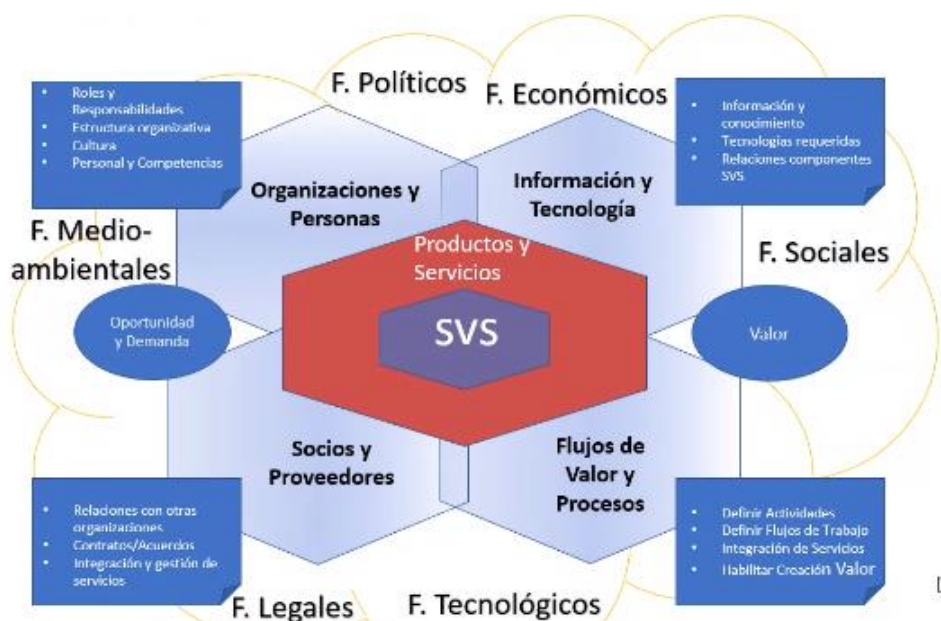 F. Políticos
F. Económicos
• Roles y
Responsabilidades
• Estructura organizativa
• Cultura
• Personal y Competencias
• Información y
conocimiento
• Tecnologías requeridas
• Relaciones componentes
SVS
Organizaciones y
Personas
Información y
Tecnología
F. Medio-
ambientales
F. Sociales
Productos y
Servicios
SVS
Oportunidad
y Demanda
Valor
Socios y
Proveedores
Flujos de
Valor y
Procesos
• Relaciones con otras
organizaciones
• Contratos/Acuerdos
• Integración y gestión de
servicios
• Definir Actividades
• Definir Flujos de Trabajo
• Integración de Servicios
• Habilitar Creación Valor
F. Legales
F. Tecnológicos